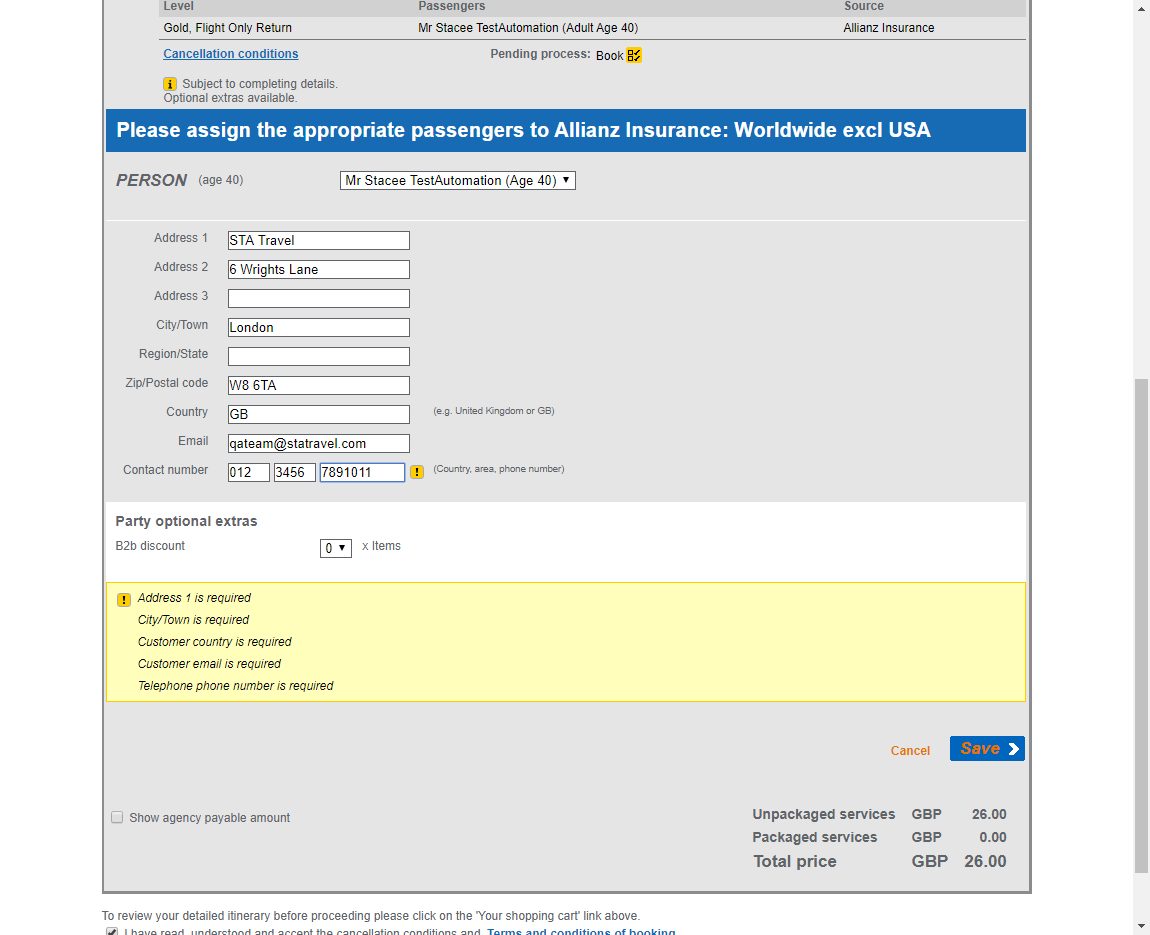 Level Passengers Source
Gold, Flight Only Return Mr Stacee TestAutomation (Adult Age 40) Allianz Insurance
Cancellation conditions Pending process: Book
Subject to completing details.
Optional extras available.
Please assign the appropriate passengers to Allianz Insurance: Worldwide excl USA
PERSON (age 40) Mr Stacee TestAutomation (Age 40)
Address 1 STA Travel
Address 2 6 Wrights Lane
Address 3
City/Town London
Region/State
Zip/Postal code W8 6TA
Country GB (e.g. United Kingdom or GB)
Email qateam@statravel.com
Contact number 012 3456 7891011 ! (Country, area, phone number)
Party optional extras
B2b discount 0 x Items
! Address 1 is required
City/Town is required
Customer country is required
Customer email is required
Telephone phone number is required
Cancel Save
Show agency payable amount
Unpackaged services GBP 26.00
Packaged services GBP 0.00
Total price GBP 26.00
To review your detailed itinerary before proceeding please click on the 'Your shopping cart' link above.
I have read, understood and accept the cancellation conditions and Terms and conditions of booking